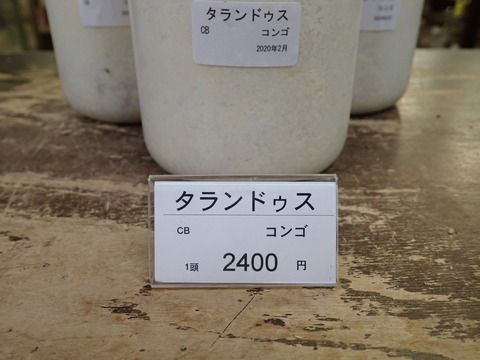 タランドゥス
CB コンゴ
2020年2月
タランドゥス
CB コンゴ
1頭 2400 円